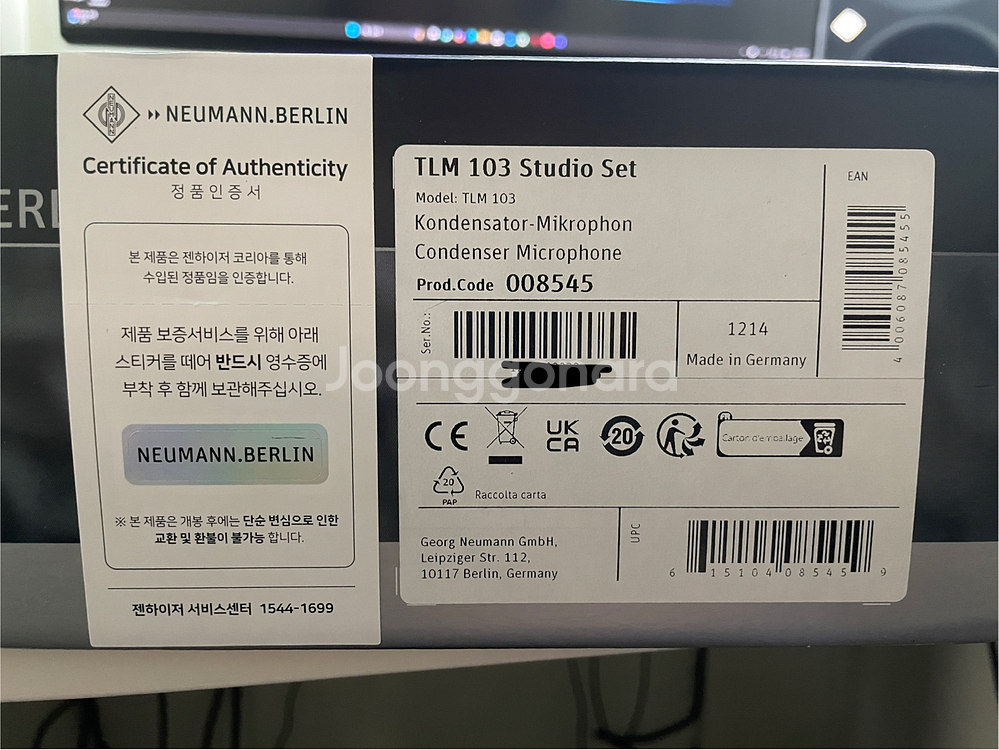 NEUMANN.BERLIN
Certificate of Authenticity
정품인증서
본 제품은 젠하이저 코리아를 통해
수입된 정품임을 인증합니다.
제품 보증서비스를 위해 아래
스티커를 떼어 반드시 영수증에
부착 후 함께 보관해주십시오.
NEUMANN.BERLIN
※ 본 제품은 개봉 후에는 단순 변심으로 인한
교환 및 환불이 불가능 합니다.
젠하이저 서비스센터 1544-1699
ERL
TLM 103 Studio Set
Model: TLM 103
Kondensator-Mikrophon
Condenser Microphone
Prod.Code 008545
EAN
4 006087 085455
Ser.No.:
1214
Made in Germany
Joonggonara
CE
UK
CA
20
Carton d'emballage
20
PAP
Raccolta carta
Georg Neumann GmbH,
Leipziger Str. 112,
10117 Berlin, Germany
UPC
6 15104 08545 9